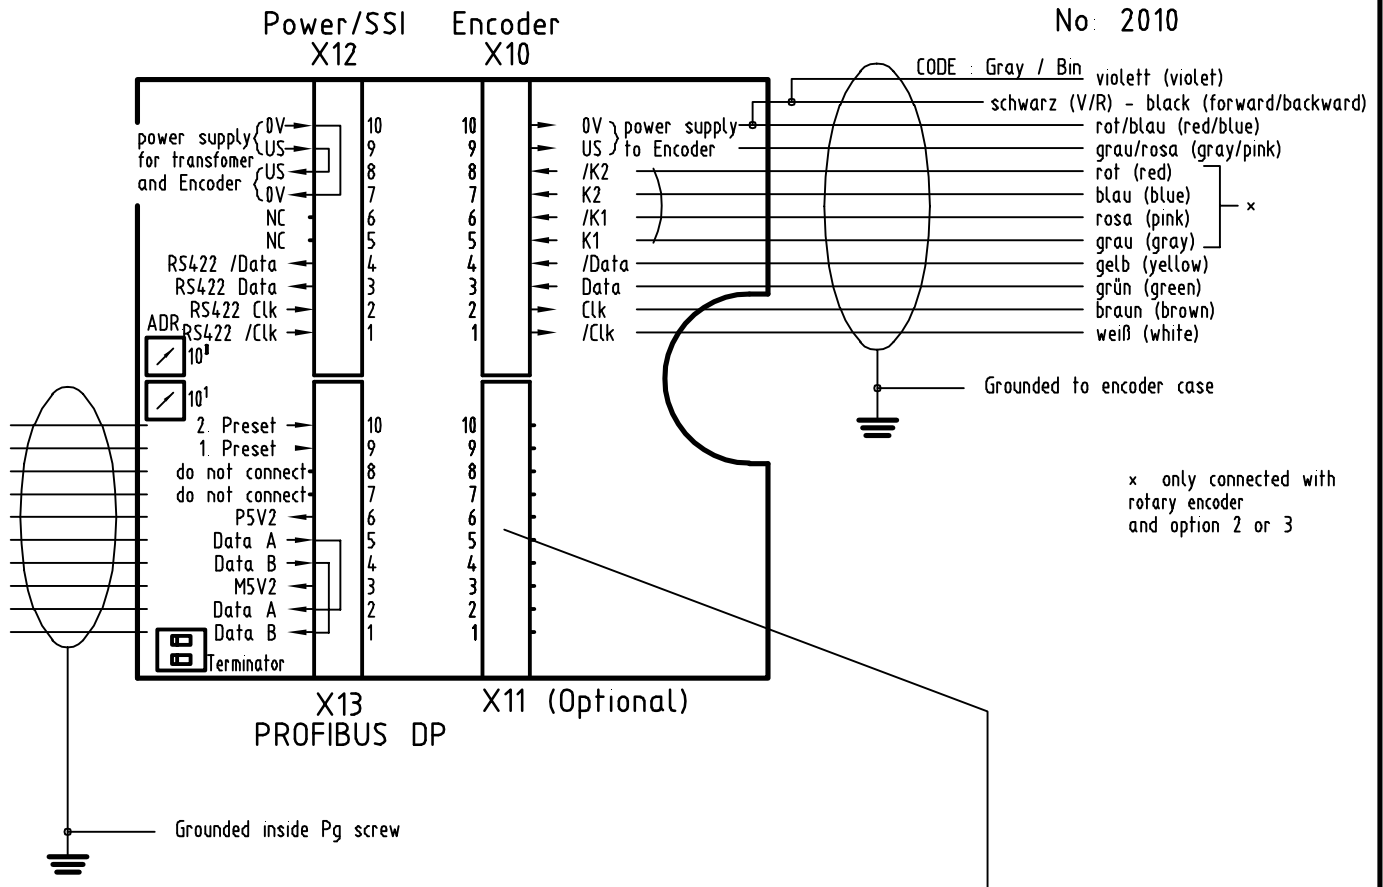 Power/SSI Encoder No: 2010
X12 X10
CODE : Gray / Bin violett (violet)
schwarz (V/R) - black (forward/backward)
0V 10 10 0V power supply rot/blau (red/blue)
power supply US 9 9 US to Encoder grau/rosa (gray/pink)
for transfomer US 8 8 /K2 rot (red)
and Encoder 0V 7 7 K2 blau (blue)
NC 6 6 /K1 rosa (pink) x
NC 5 5 K1 grau (gray)
RS422 /Data 4 4 /Data gelb (yellow)
RS422 Data 3 3 Data grün (green)
RS422 Clk 2 2 Clk braun (brown)
ADR. RS422 /Clk 1 1 /Clk weiß (white)
10⁰
10¹ Grounded to encoder case
2. Preset 10 10
1. Preset 9 9
do not connect 8 8
do not connect 7 7
P5V2 6 6
Data A 5 5
Data B 4 4
M5V2 3 3
Data A 2 2
Data B 1 1
Terminator
x only connected with
rotary encoder
and option 2 or 3
X13 X11 (Optional)
PROFIBUS DP
Grounded inside Pg screw